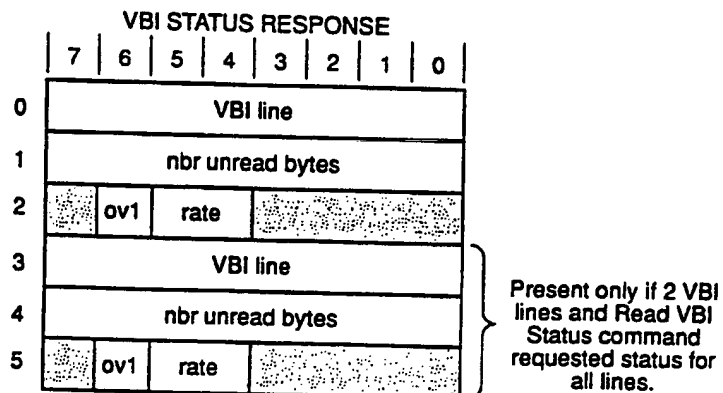 VBI STATUS RESPONSE
7 6 5 4 3 2 1 0
0 VBI line
1 nbr unread bytes
2 ov1 rate
3 VBI line
4 nbr unread bytes
5 ov1 rate
Present only if 2 VBI
lines and Read VBI
Status command
requested status for
all lines.